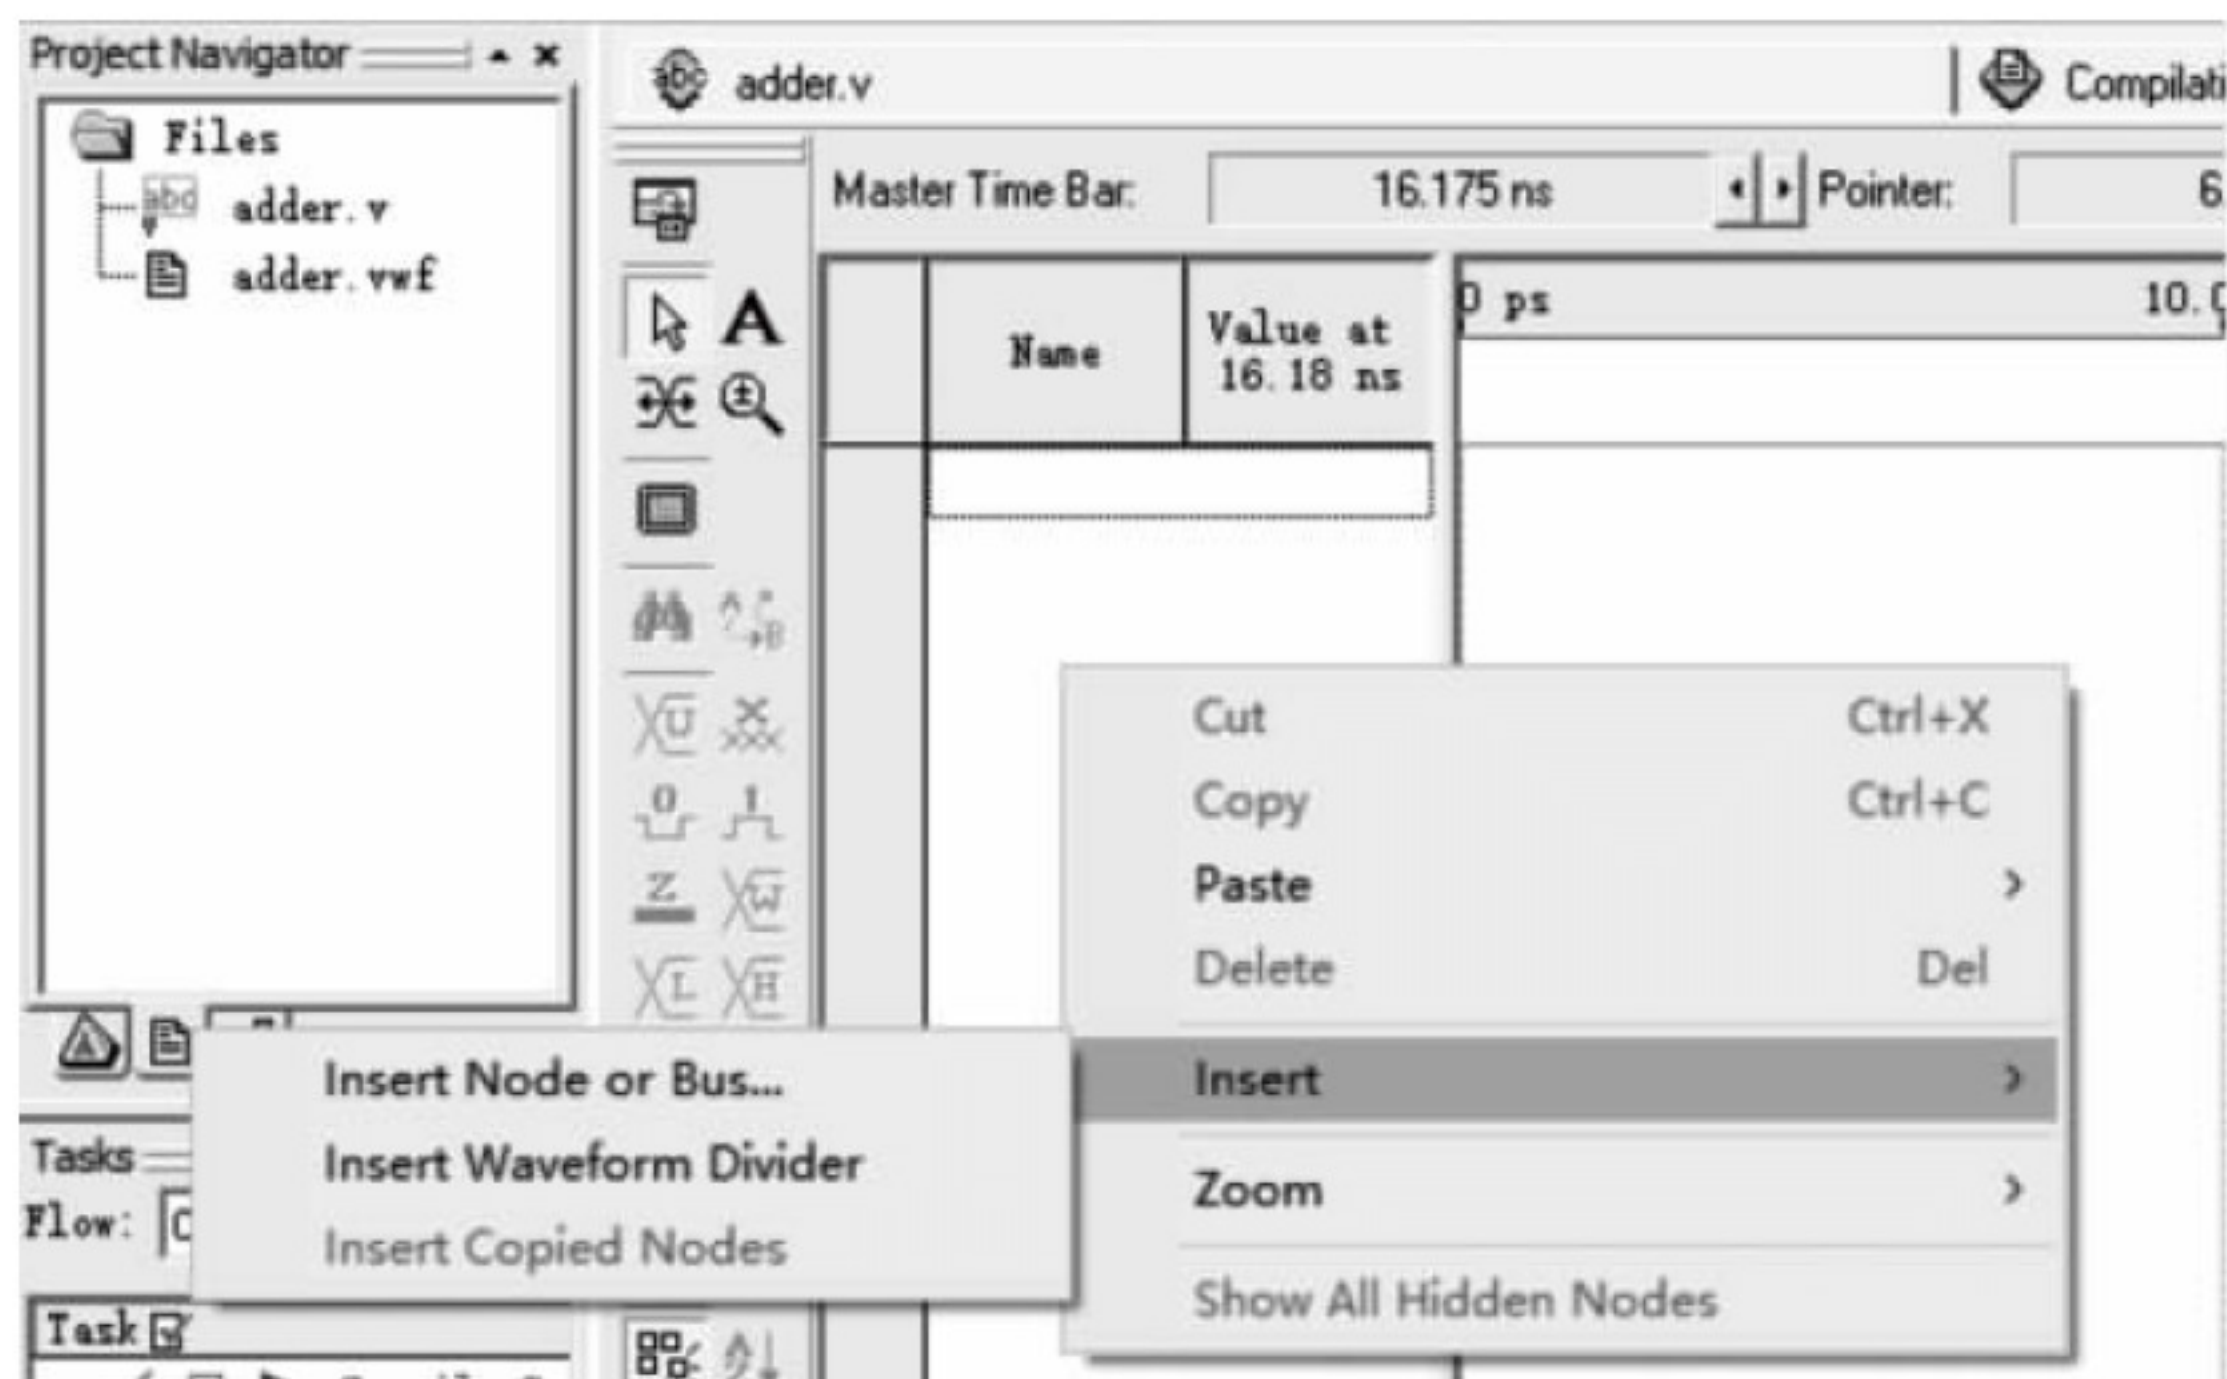 Project Navigator
Files
adder.v
adder.vwf
adder.v
Master Time Bar: 16.175 ns Pointer:
Name
Value at
16.18 ns
0 ps
Cut Ctrl+X
Copy Ctrl+C
Paste
Delete Del
Insert
Zoom
Show All Hidden Nodes
Insert Node or Bus...
Insert Waveform Divider
Insert Copied Nodes
Tasks
Flow:
Task